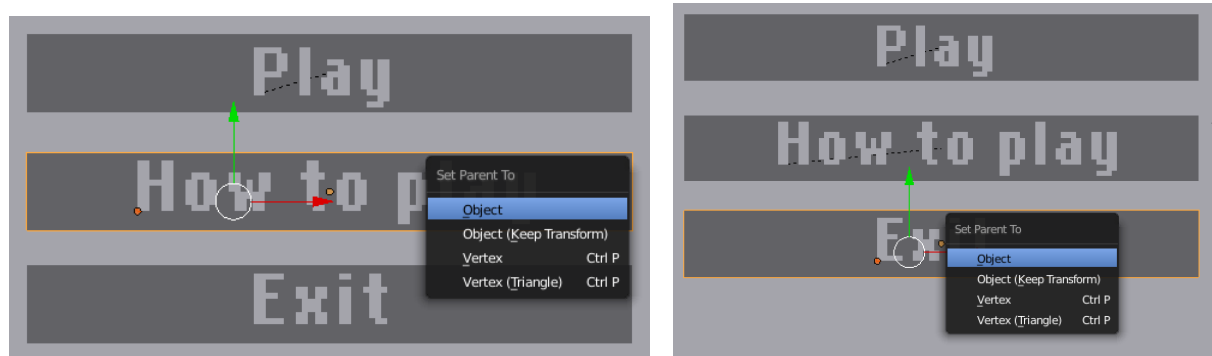 Play
How to play
Set Parent To
Object
Object (Keep Transform)
Vertex Ctrl P
Vertex (Triangle) Ctrl P
Exit
Play
How to play
Exit
Set Parent To
Object
Object (Keep Transform)
Vertex Ctrl P
Vertex (Triangle) Ctrl P